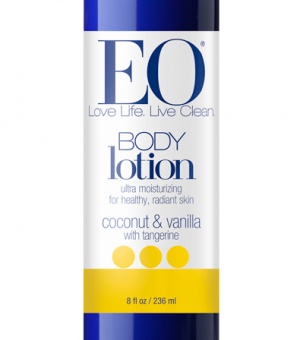 EO®
Love Life. Live Clean.
BODY
lotion
ultra moisturizing
for healthy, radiant skin
coconut & vanilla
with tangerine
8 fl oz / 236 ml